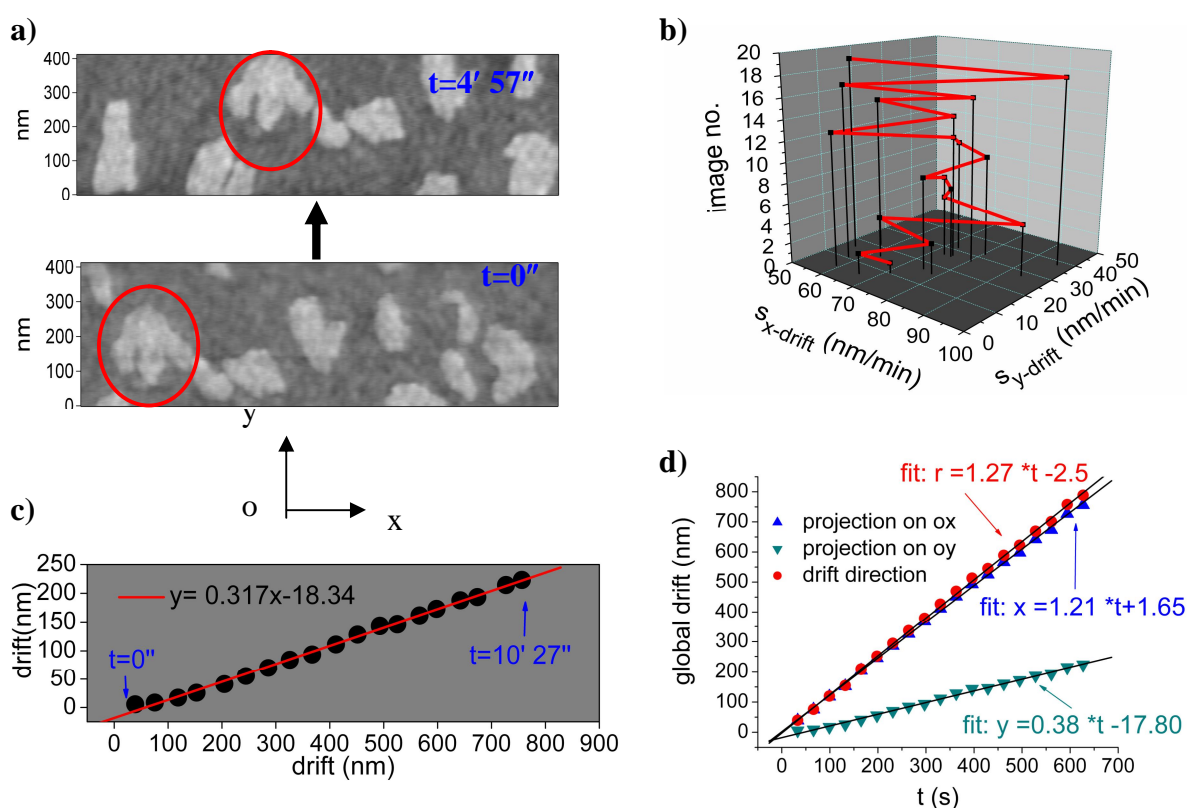 a)
400
300
200
100
0
nm
t=4′ 57″
400
300
200
100
0
nm
t=0″
y
o
x
b)
20
18
16
14
12
10
8
6
4
2
0
image no.
50
60
70
80
90
100
s x-drift (nm/min)
0
10
20
30
40
50
s y-drift (nm/min)
c)
250
200
150
100
50
0
drift(nm)
y= 0.317x-18.34
t=0"
t=10' 27"
0 100 200 300 400 500 600 700 800 900
drift (nm)
d)
fit: r =1.27 *t -2.5
800
700
600
500
400
300
200
100
0
global drift (nm)
projection on ox
projection on oy
drift direction
fit: x =1.21 *t+1.65
fit: y =0.38 *t -17.80
0 100 200 300 400 500 600 700
t (s)